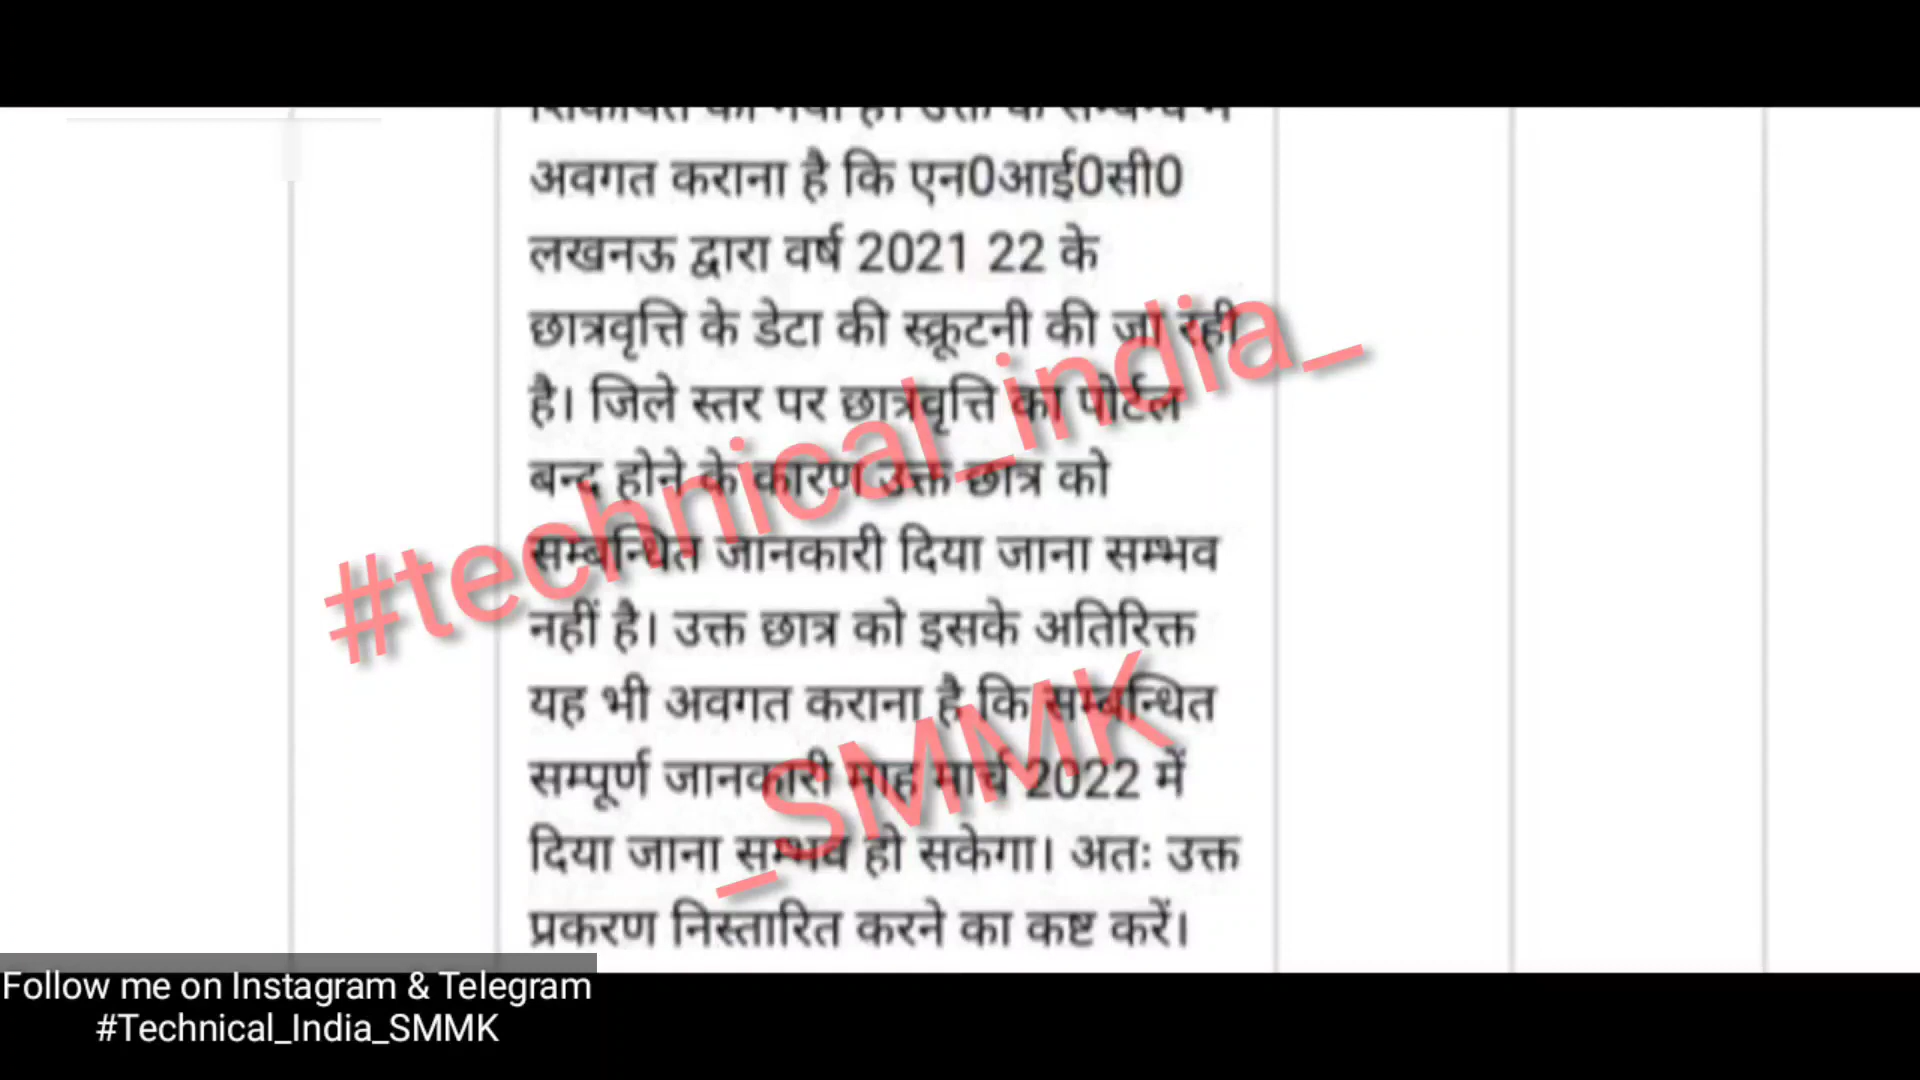 अवगत कराना है कि एन0आई0सी0
लखनऊ द्वारा वर्ष 2021 22 के
छात्रवृत्ति के डेटा की स्क्रूटनी की जा रही
है। जिले स्तर पर छात्रवृत्ति का पोर्टल
बन्द होने के कारण उक्त छात्र को
सम्बन्धित जानकारी दिया जाना सम्भव
नहीं है। उक्त छात्र को इसके अतिरिक्त
यह भी अवगत कराना है कि सम्बन्धित
सम्पूर्ण जानकारी माह मार्च 2022 में
दिया जाना सम्भव हो सकेगा। अतः उक्त
प्रकरण निस्तारित करने का कष्ट करें।
#technical_india_
_SMMK
Follow me on Instagram & Telegram
#Technical_India_SMMK